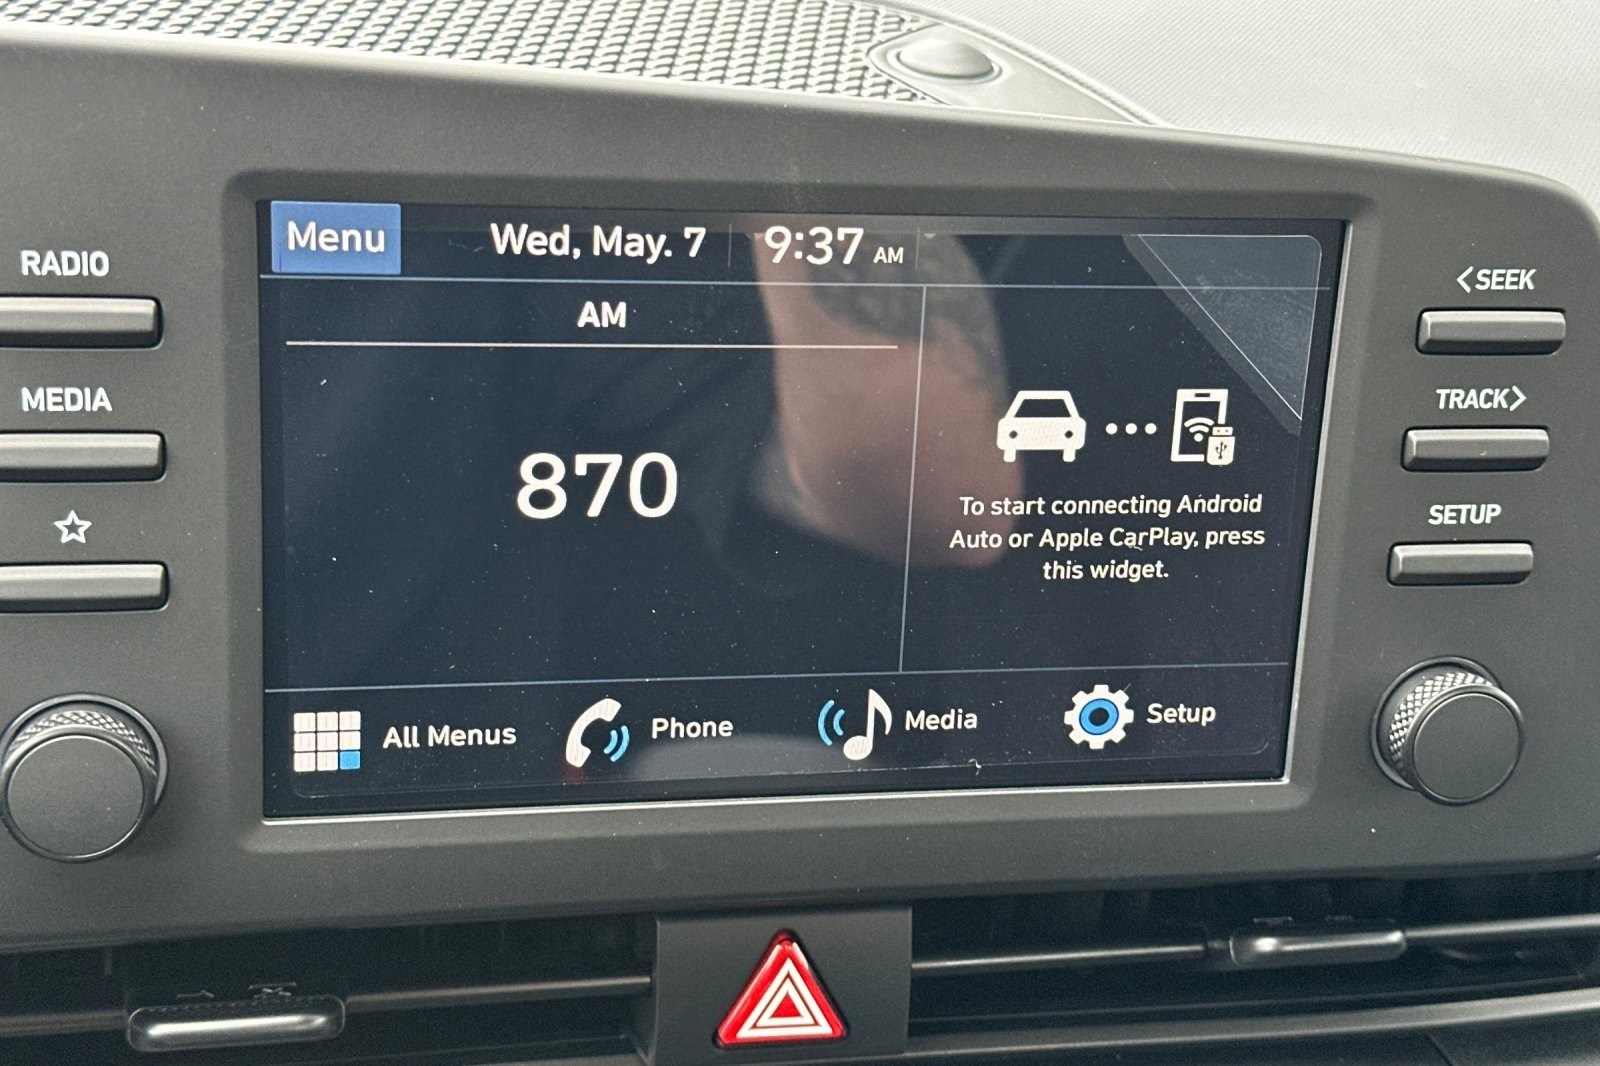 Menu
Wed, May. 7
9:37 AM
RADIO
MEDIA
AM
870
To start connecting Android
Auto or Apple CarPlay, press
this widget.
All Menus
Phone
Media
Setup
<SEEK
TRACK>
SETUP